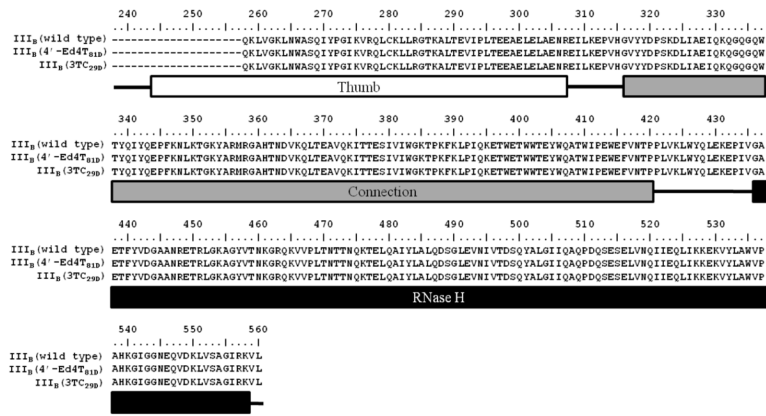 240 250 260 270 280 290 300 310 320 330
....|....|....|....|....|....|....|....|....|....|....|....|....|....|....|....|....|....|....|....|
IIIB(wild type) --------------------QKLVGKLNWASQIYPGIKVRQLCKLLRGTKALTEVIPLTEEAELELAENREILKEPVHGVYYDPSKDLIAEIQKQGQGQW
IIIB(4'-Ed4T81D) --------------------QKLVGKLNWASQIYPGIKVRQLCKLLRGTKALTEVIPLTEEAELELAENREILKEPVHGVYYDPSKDLIAEIQKQGQGQW
IIIB(3TC29D) --------------------QKLVGKLNWASQIYPGIKVRQLCKLLRGTKALTEVIPLTEEAELELAENREILKEPVHGVYYDPSKDLIAEIQKQGQGQW
Thumb
340 350 360 370 380 390 400 410 420 430
....|....|....|....|....|....|....|....|....|....|....|....|....|....|....|....|....|....|....|....|
IIIB(wild type) TYQIYQEPFKNLKTGKYARMRGAHTNDVKQLTEAVQKITTESIVIWGKTPKFKLPIQKETWETWWTEYWQATWIPEWEFVNTPPLVKLWYQLEKEPIVGA
IIIB(4'-Ed4T81D) TYQIYQEPFKNLKTGKYARMRGAHTNDVKQLTEAVQKITTESIVIWGKTPKFKLPIQKETWETWWTEYWQATWIPEWEFVNTPPLVKLWYQLEKEPIVGA
IIIB(3TC29D) TYQIYQEPFKNLKTGKYARMRGAHTNDVKQLTEAVQKITTESIVIWGKTPKFKLPIQKETWETWWTEYWQATWIPEWEFVNTPPLVKLWYQLEKEPIVGA
Connection
440 450 460 470 480 490 500 510 520 530
....|....|....|....|....|....|....|....|....|....|....|....|....|....|....|....|....|....|....|....|
IIIB(wild type) ETFYVDGAANRETRLGKAGYVTNKGRQKVVPLTNTTNQKTELQAIYLALQDSGLEVNIVTDSQYALGIIQAQPDQSESELVNQIIEQLIKKEKVYLAWVP
IIIB(4'-Ed4T81D) ETFYVDGAANRETRLGKAGYVTNKGRQKVVPLTNTTNQKTELQAIYLALQDSGLEVNIVTDSQYALGIIQAQPDQSESELVNQIIEQLIKKEKVYLAWVP
IIIB(3TC29D) ETFYVDGAANRETRLGKAGYVTNKGRQKVVPLTNTTNQKTELQAIYLALQDSGLEVNIVTDSQYALGIIQAQPDQSESELVNQIIEQLIKKEKVYLAWVP
RNase H
540 550 560
....|....|....|....|...
IIIB(wild type) AHKGIGGNEQVDKLVSAGIRKVL
IIIB(4'-Ed4T81D) AHKGIGGNEQVDKLVSAGIRKVL
IIIB(3TC29D) AHKGIGGNEQVDKLVSAGIRKVL